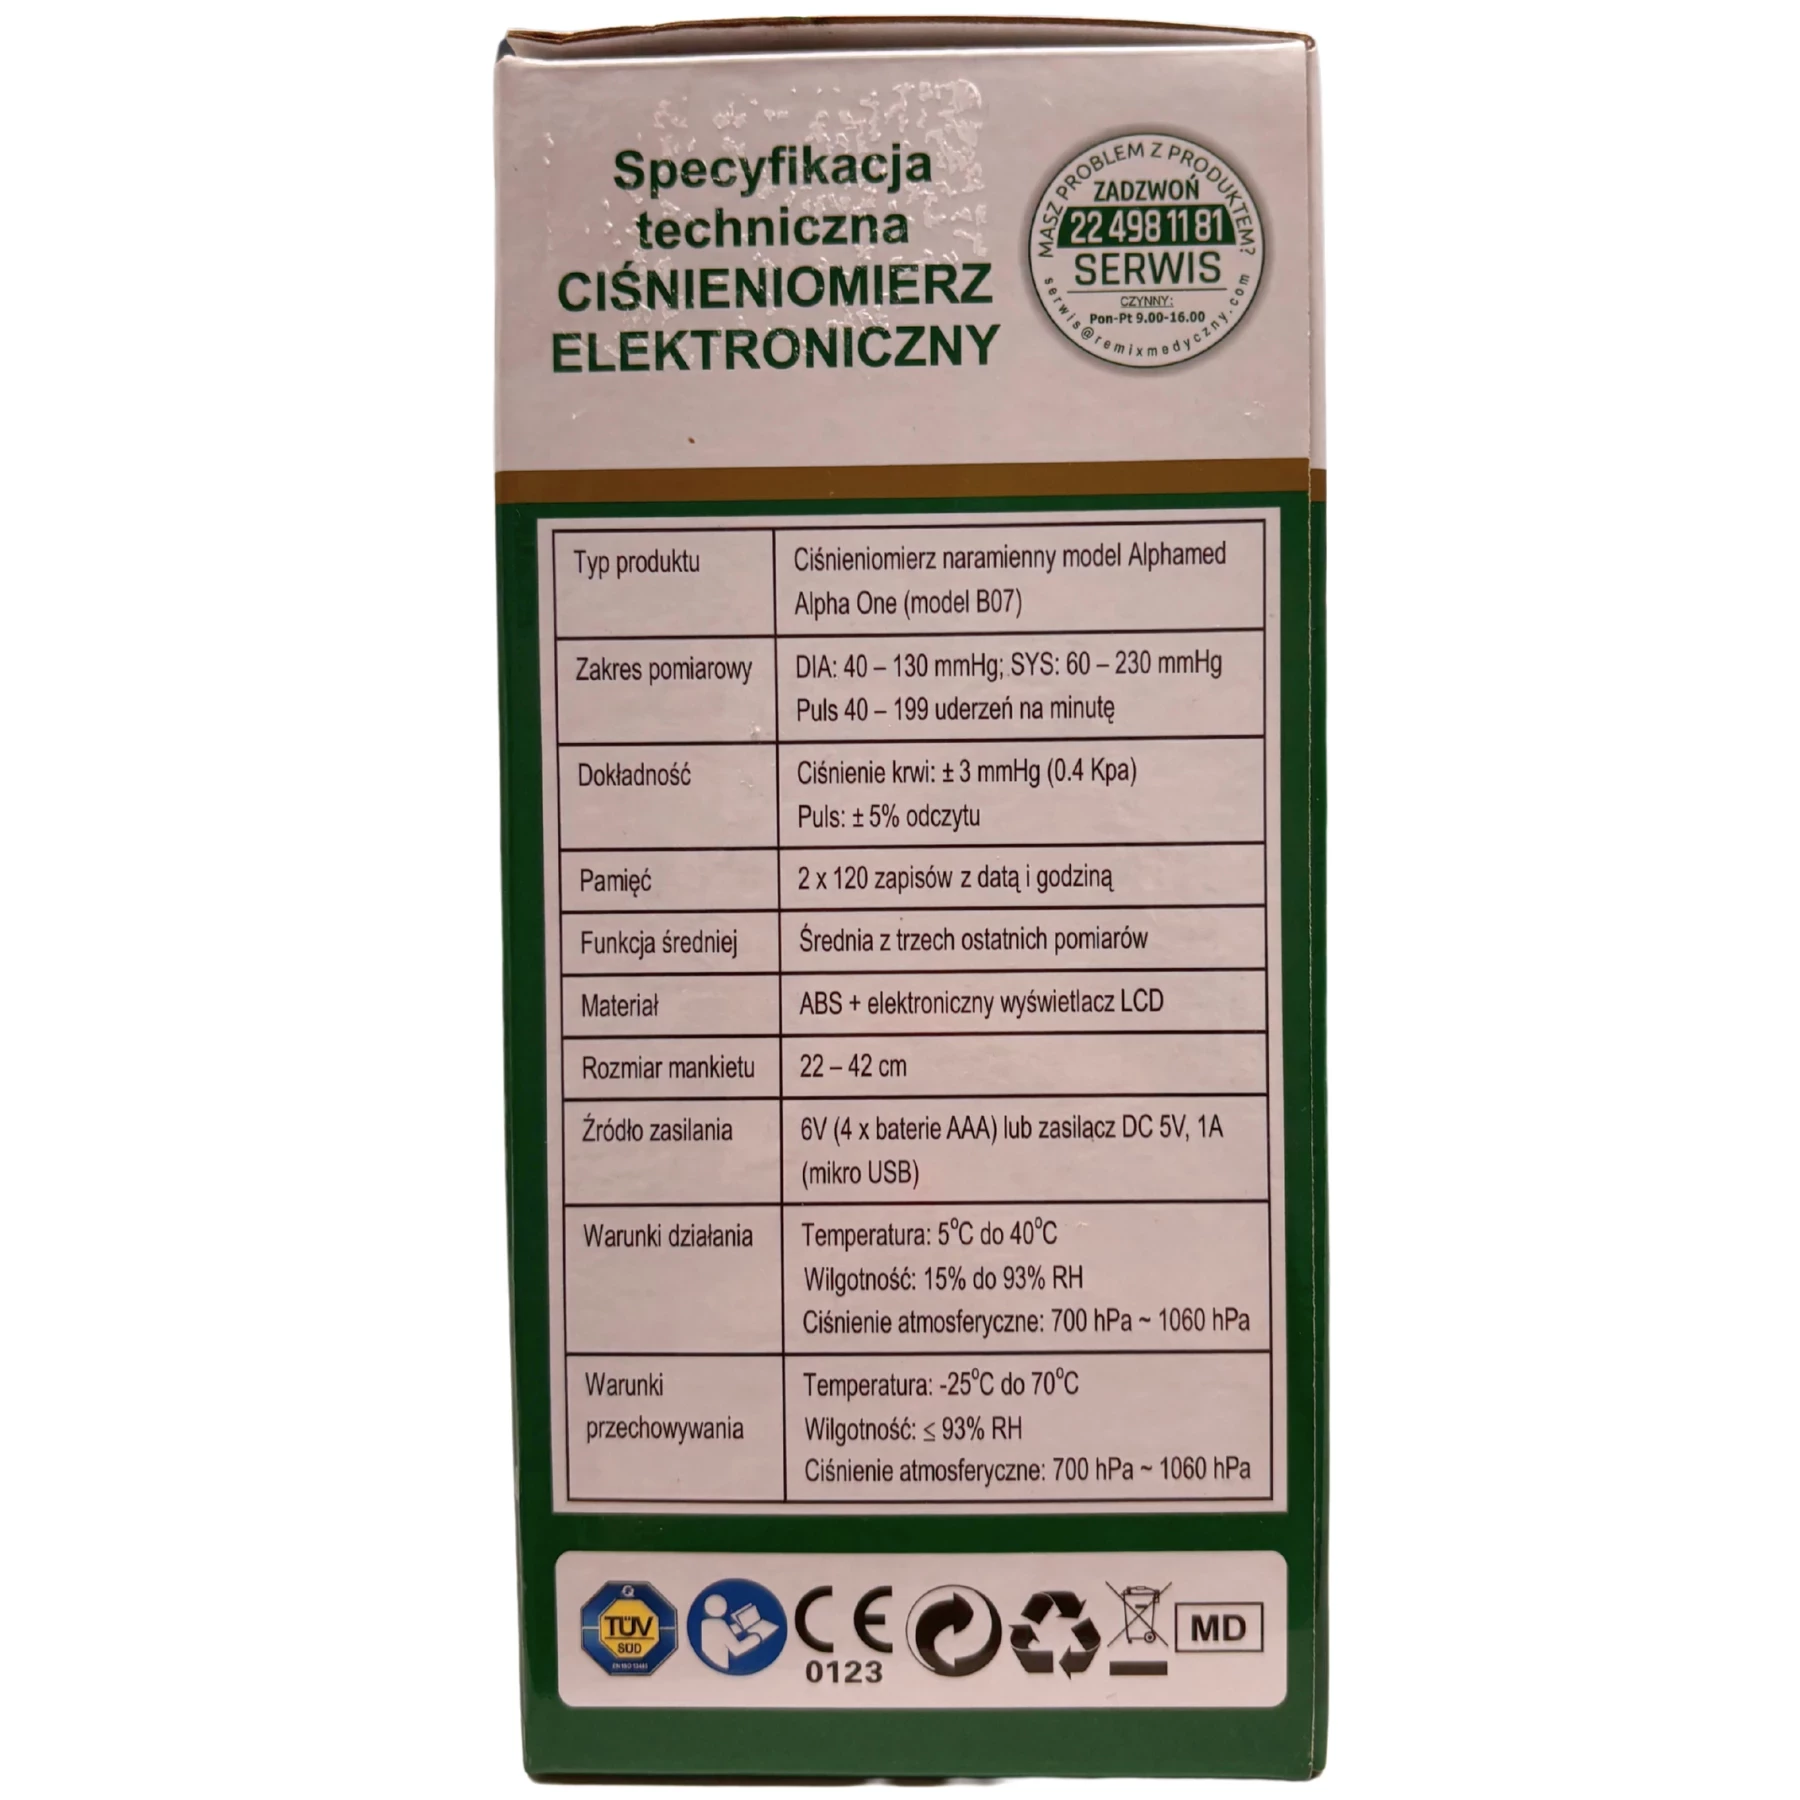 Specyfikacja
techniczna
CIŚNIENIOMIERZ
ELEKTRONICZNY
MASZ PROBLEM Z PRODUKTEM?
ZADZWOŃ
22 498 11 81
SERWIS
CZYNNY:
Pon-Pt 9.00-16.00
serwis@remixmedyczny.com
Typ produktu
Ciśnieniomierz naramienny model Alphamed
Alpha One (model B07)
Zakres pomiarowy
DIA: 40 – 130 mmHg; SYS: 60 – 230 mmHg
Puls 40 – 199 uderzeń na minutę
Dokładność
Ciśnienie krwi: ± 3 mmHg (0.4 Kpa)
Puls: ± 5% odczytu
Pamięć
2 x 120 zapisów z datą i godziną
Funkcja średniej
Średnia z trzech ostatnich pomiarów
Materiał
ABS + elektroniczny wyświetlacz LCD
Rozmiar mankietu
22 – 42 cm
Źródło zasilania
6V (4 x baterie AAA) lub zasilacz DC 5V, 1A
(mikro USB)
Warunki działania
Temperatura: 5°C do 40°C
Wilgotność: 15% do 93% RH
Ciśnienie atmosferyczne: 700 hPa ~ 1060 hPa
Warunki
przechowywania
Temperatura: -25°C do 70°C
Wilgotność: ≤ 93% RH
Ciśnienie atmosferyczne: 700 hPa ~ 1060 hPa
TÜV
SÜD
EN ISO 13485
CE
0123
MD